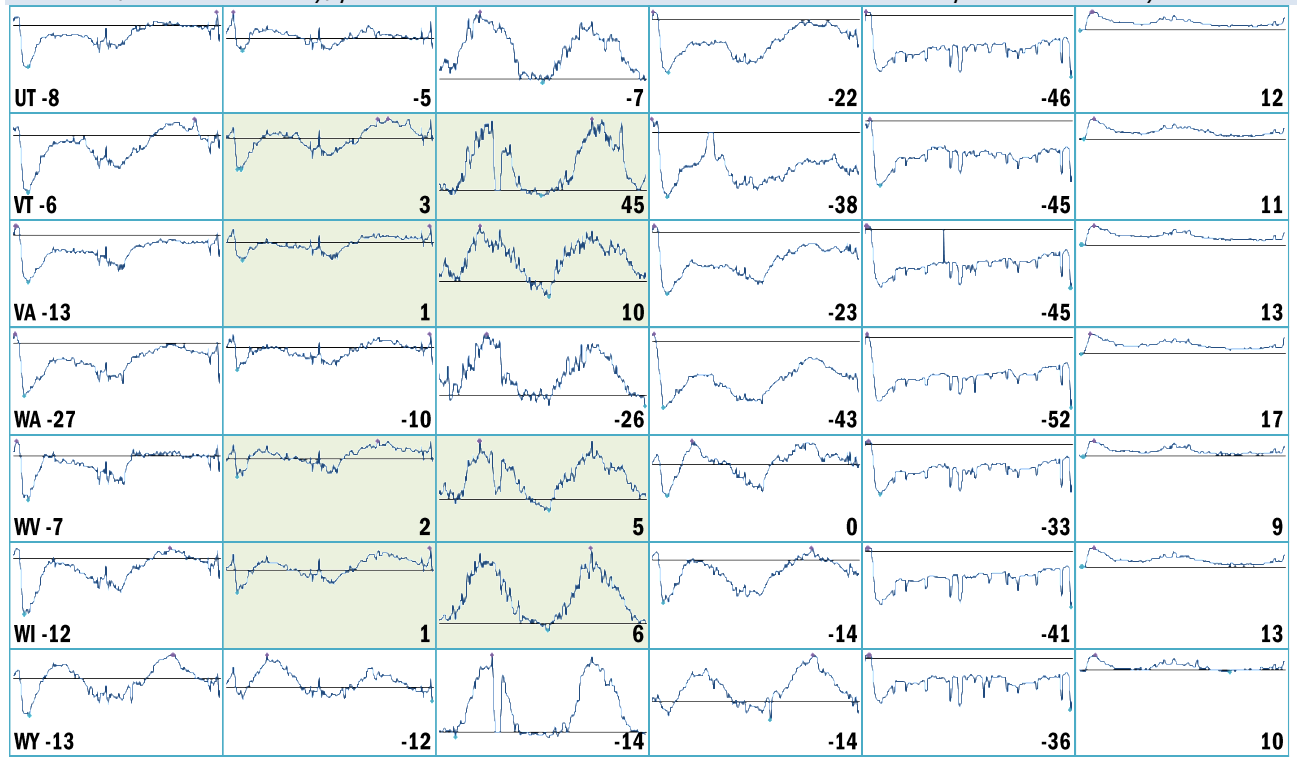 UT -8 -5 -7 -22 -46 12
VT -6 3 45 -38 -45 11
VA -13 1 10 -23 -45 13
WA -27 -10 -26 -43 -52 17
WV -7 2 5 0 -33 9
WI -12 1 6 -14 -41 13
WY -13 -12 -14 -14 -36 10